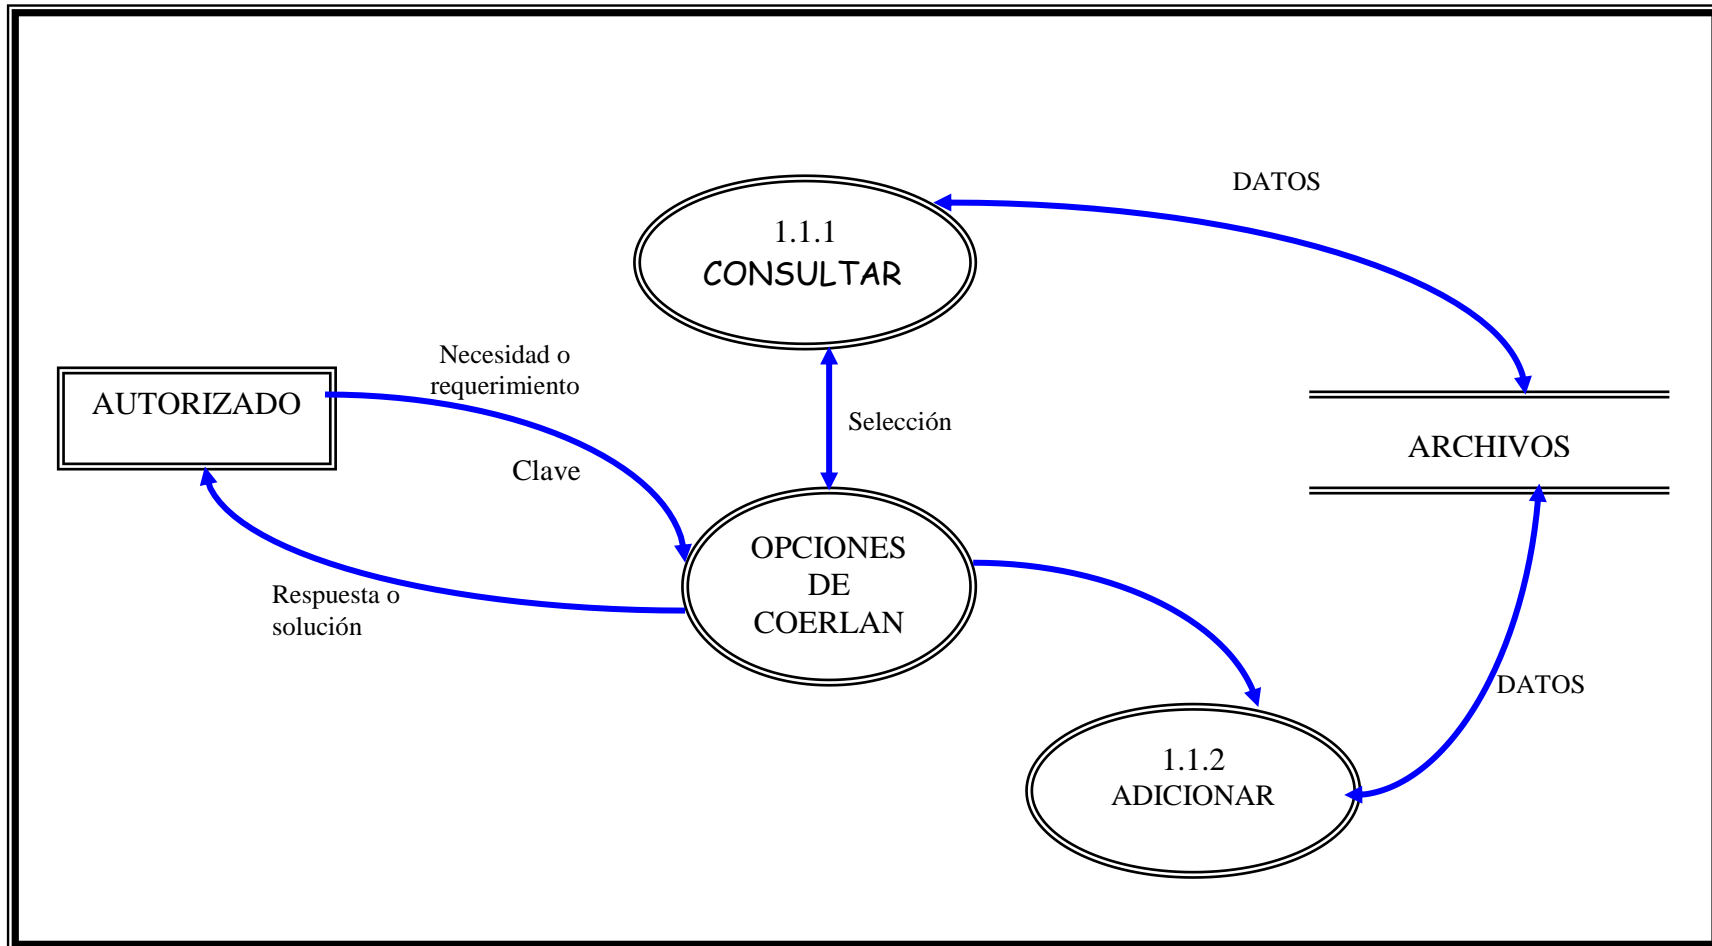 DATOS
1.1.1
CONSULTAR
Necesidad o
requerimiento
AUTORIZADO
Selección
ARCHIVOS
Clave
OPCIONES
DE
COERLAN
Respuesta o
solución
DATOS
1.1.2
ADICIONAR